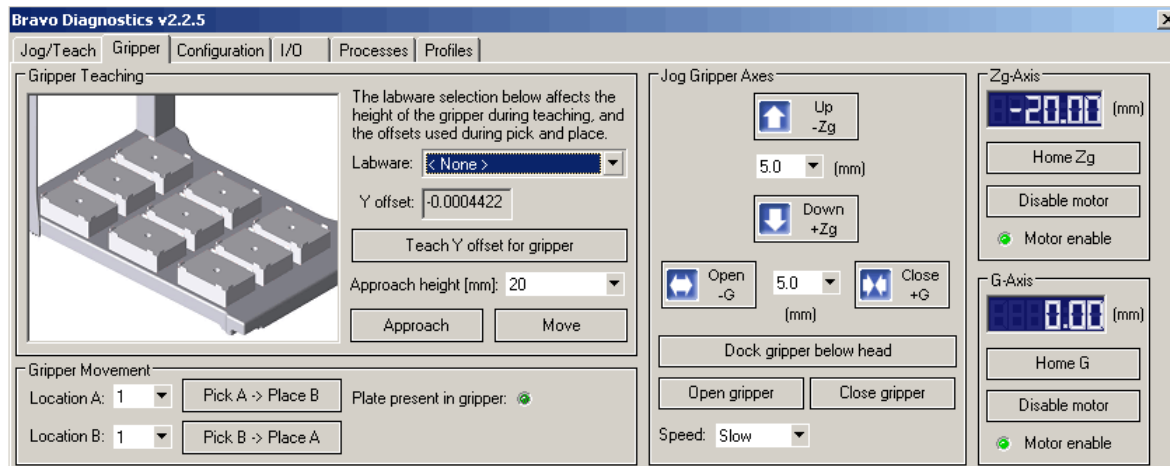 Bravo Diagnostics v2.2.5
Jog/Teach Gripper Configuration I/O Processes Profiles
Gripper Teaching
The labware selection below affects the
height of the gripper during teaching, and
the offsets used during pick and place.
Labware: < None >
Y offset: -0.0004422
Teach Y offset for gripper
Approach height [mm]: 20
Approach Move
Gripper Movement
Location A: 1 Pick A -> Place B
Plate present in gripper:
Location B: 1 Pick B -> Place A
Jog Gripper Axes
Up
-Zg
5.0 (mm)
Down
+Zg
Open
-G
5.0
(mm)
Close
+G
Dock gripper below head
Open gripper Close gripper
Speed: Slow
Zg-Axis
-20.00 (mm)
Home Zg
Disable motor
Motor enable
G-Axis
0.00 (mm)
Home G
Disable motor
Motor enable